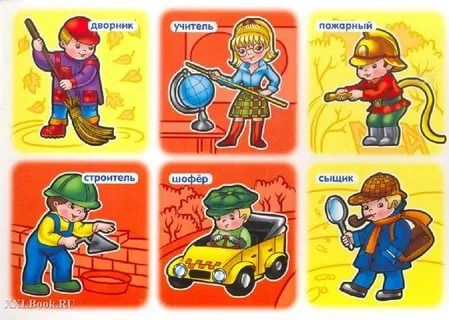 дворник
учитель
пожарный
строитель
шофёр
сыщик
XXLBook.RU